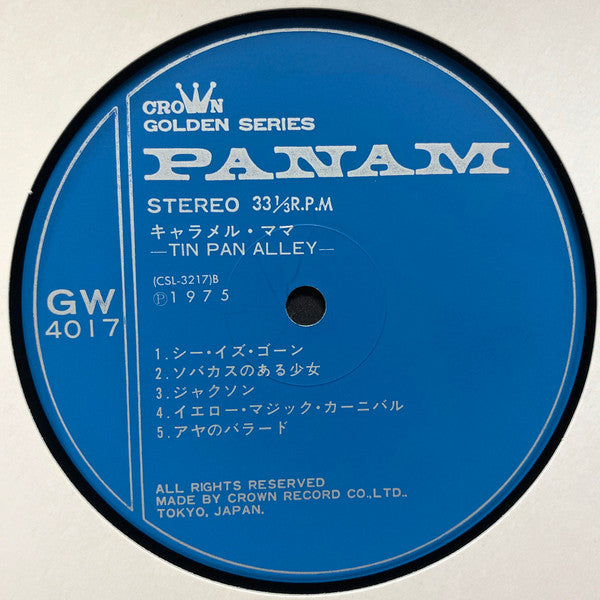 CROWN
GOLDEN SERIES
PANAM
STEREO 33 1/3 R.P.M
キャラメル・ママ
—TIN PAN ALLEY—
(CSL-3217)B
Ⓟ1975
GW
4017
1.シー・イズ・ゴーン
2.ソバカスのある少女
3.ジャクソン
4.イエロー・マジック・カーニバル
5.アヤのバラード
ALL RIGHTS RESERVED
MADE BY CROWN RECORD CO.,LTD..
TOKYO, JAPAN.